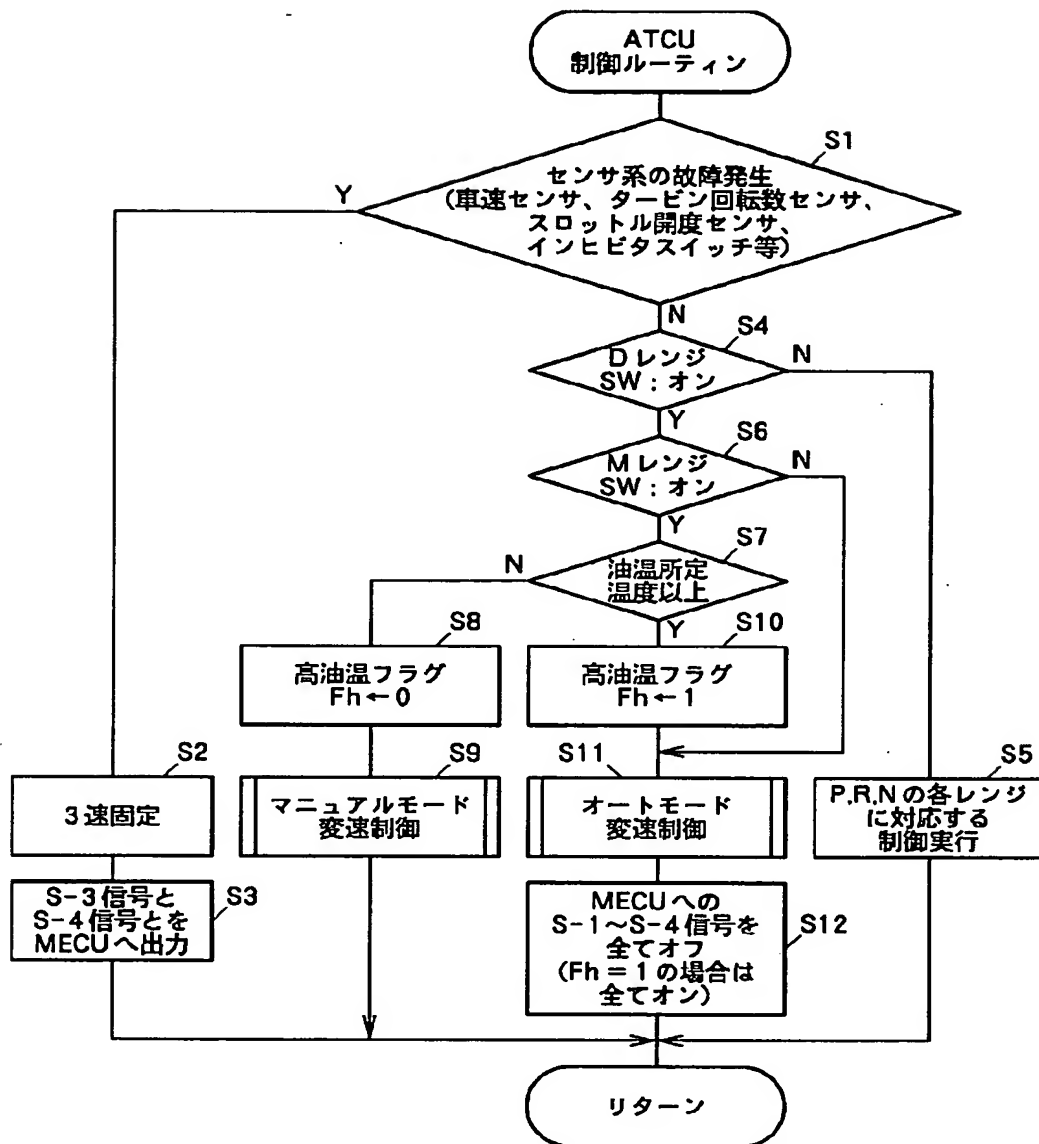 ATCU
制御ルーティン
S1
センサ系の故障発生
(車速センサ、タービン回転数センサ、
スロットル開度センサ、
インヒビタスイッチ等)
Y
N
S4
Dレンジ
SW:オン
N
Y
S6
Mレンジ
SW:オン
N
Y
S7
油温所定
温度以上
N
Y
S8
高油温フラグ
Fh←0
S10
高油温フラグ
Fh←1
S2
3速固定
S9
マニュアルモード
変速制御
S11
オートモード
変速制御
S5
P.R.Nの各レンジ
に対応する
制御実行
S-3信号と
S-4信号とを
MECUへ出力
S3
MECUへの
S-1~S-4信号を
全てオフ
(Fh=1の場合は
全てオン)
S12
リターン